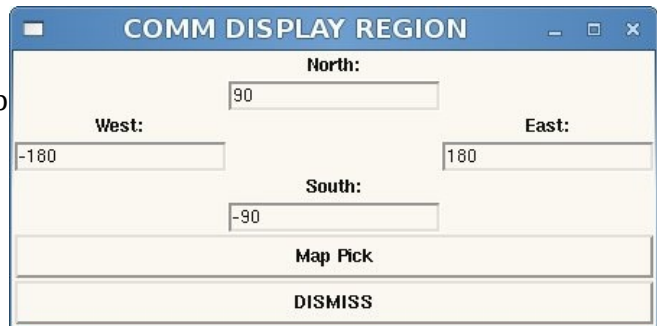 COMM DISPLAY REGION
North:
90
West: East:
-180 180
South:
-90
Map Pick
DISMISS